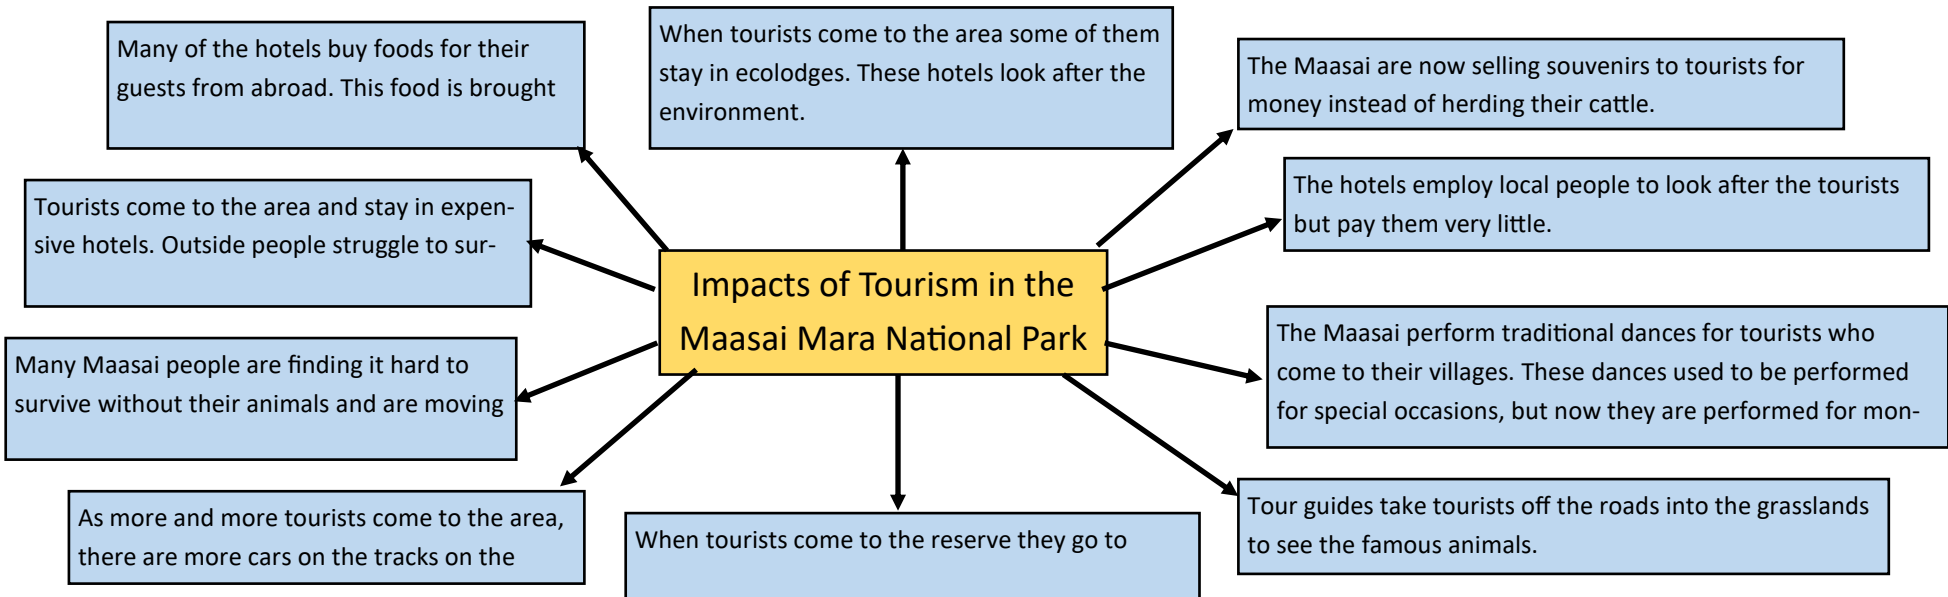 Many of the hotels buy foods for their
guests from abroad. This food is brought
When tourists come to the area some of them
stay in ecolodges. These hotels look after the
environment.
The Maasai are now selling souvenirs to tourists for
money instead of herding their cattle.
Tourists come to the area and stay in expen-
sive hotels. Outside people struggle to sur-
The hotels employ local people to look after the tourists
but pay them very little.
Impacts of Tourism in the
Maasai Mara National Park
Many Maasai people are finding it hard to
survive without their animals and are moving
The Maasai perform traditional dances for tourists who
come to their villages. These dances used to be performed
for special occasions, but now they are performed for mon-
As more and more tourists come to the area,
there are more cars on the tracks on the
When tourists come to the reserve they go to
Tour guides take tourists off the roads into the grasslands
to see the famous animals.